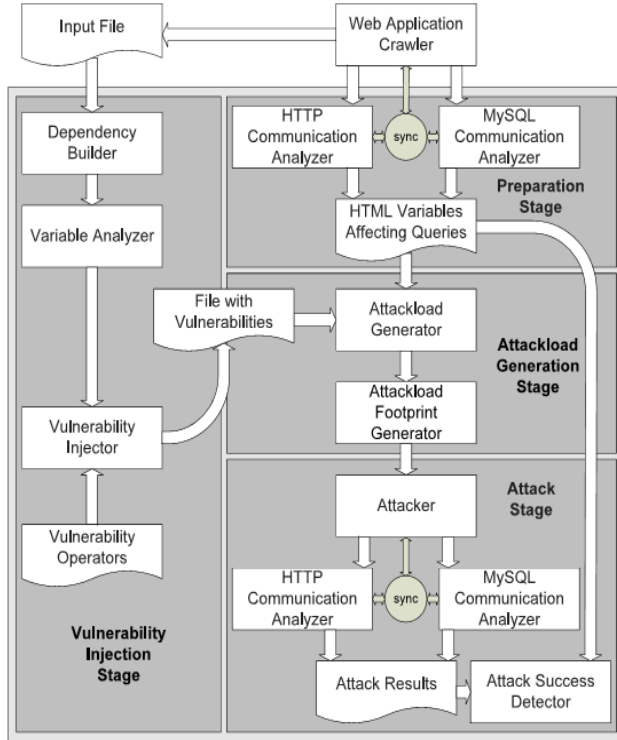 Input File
Web Application
Crawler
Dependency
Builder
HTTP
Communication
Analyzer
sync
MySQL
Communication
Analyzer
Preparation
Stage
Variable Analyzer
HTML Variables
Affecting Queries
File with
Vulnerabilities
Attackload
Generator
Attackload
Generation
Stage
Attackload
Footprint
Generator
Vulnerability
Injector
Attacker
Attack
Stage
Vulnerability
Operators
HTTP
Communication
Analyzer
sync
MySQL
Communication
Analyzer
Vulnerability
Injection
Stage
Attack Results
Attack Success
Detector